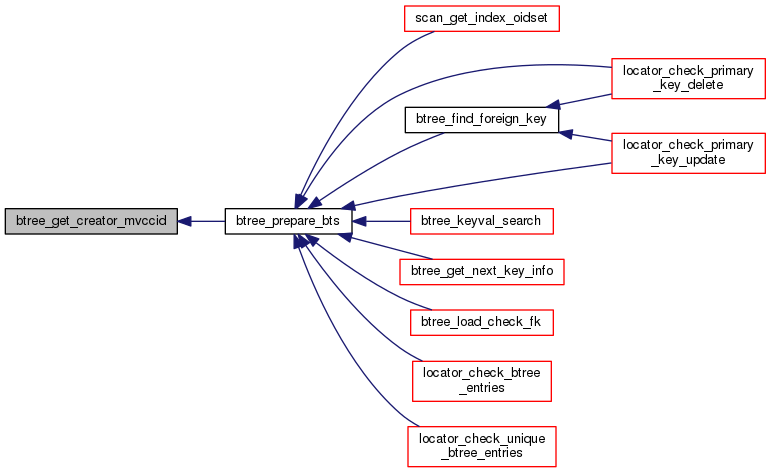 scan_get_index_oidset
locator_check_primary
_key_delete
btree_find_foreign_key
locator_check_primary
_key_update
btree_get_creator_mvccid
btree_prepare_bts
btree_keyval_search
btree_get_next_key_info
btree_load_check_fk
locator_check_btree
_entries
locator_check_unique
_btree_entries